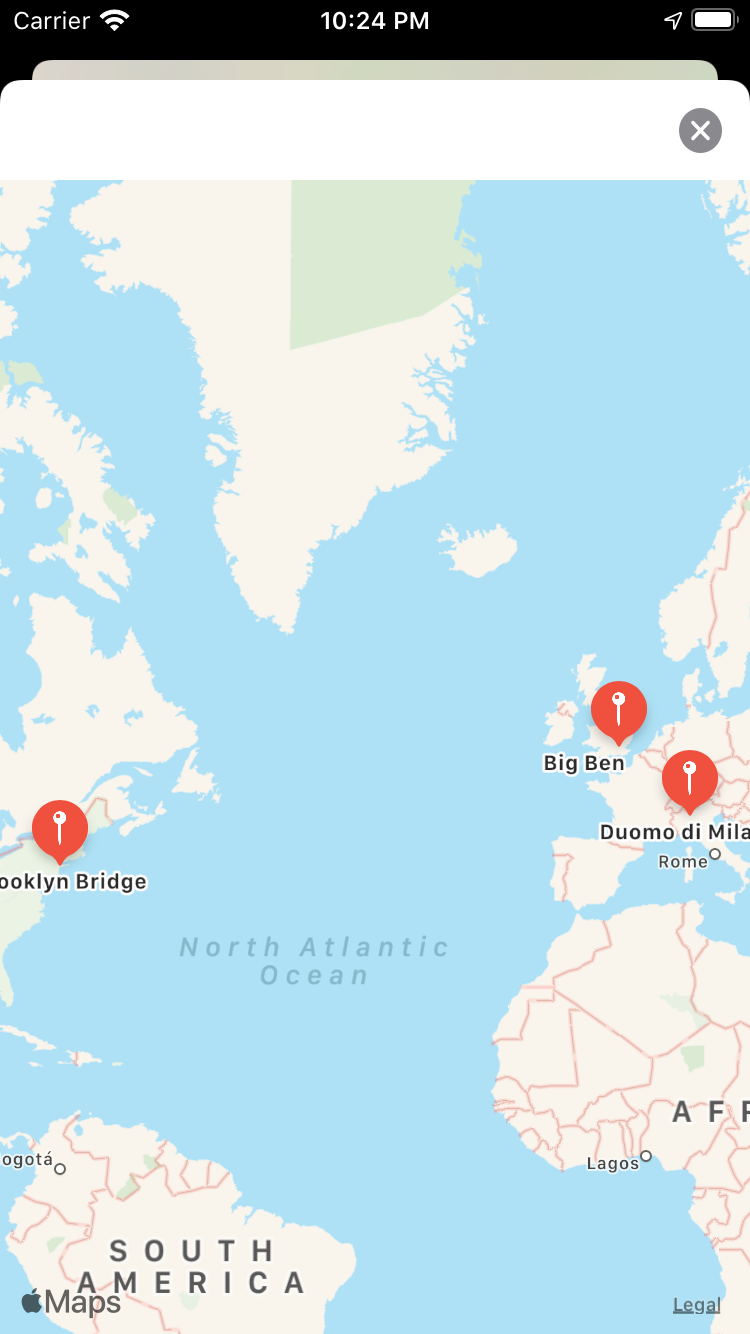 Carrier
10:24 PM
Big Ben
Duomo di Mila
Rome
ooklyn Bridge
North Atlantic
Ocean
AFR
ogotá
Lagos
SOUTH
AMERICA
Maps
Legal